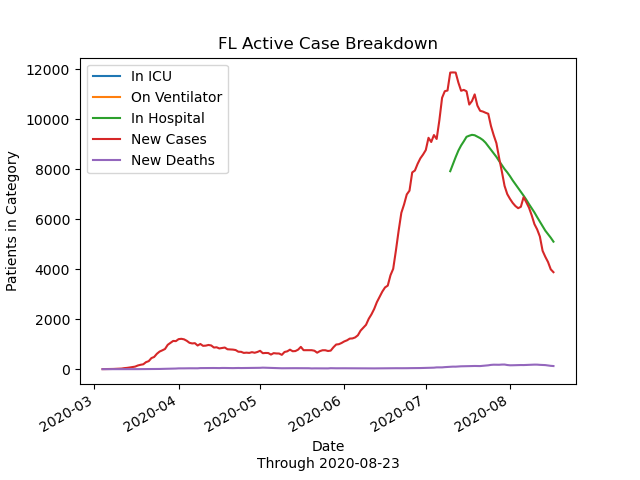 FL Active Case Breakdown
In ICU
On Ventilator
In Hospital
New Cases
New Deaths
Patients in Category
12000
10000
8000
6000
4000
2000
0
2020-03
2020-04
2020-05
2020-06
2020-07
2020-08
Date
Through 2020-08-23